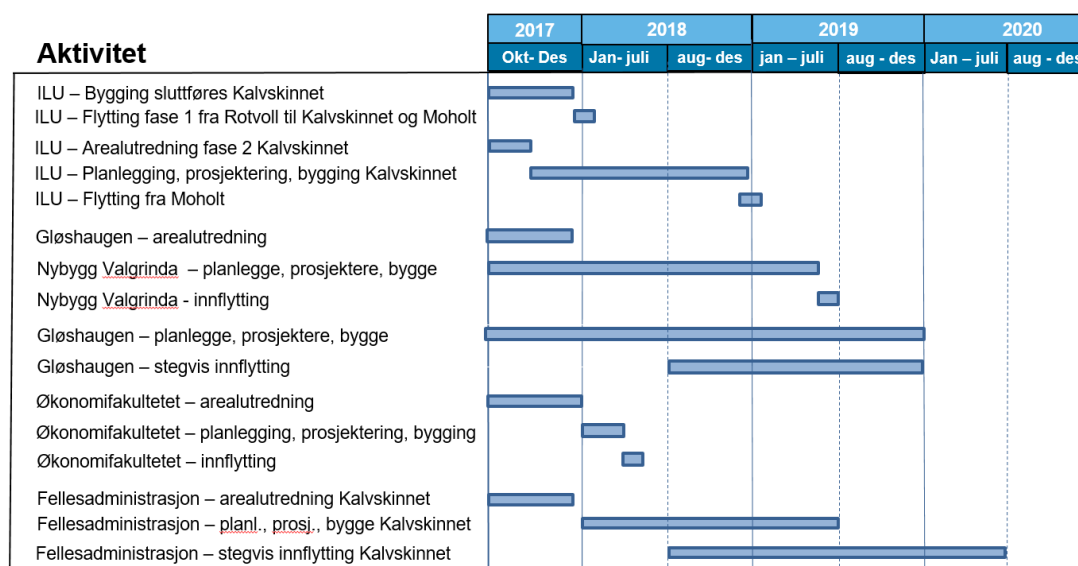 2017 2018 2019 2020
Aktivitet
Okt- Des Jan- juli aug- des jan – juli aug - des Jan – juli aug - des
ILU – Bygging sluttføres Kalvskinnet
ILU – Flytting fase 1 fra Rotvoll til Kalvskinnet og Moholt
ILU – Arealutredning fase 2 Kalvskinnet
ILU – Planlegging, prosjektering, bygging Kalvskinnet
ILU – Flytting fra Moholt
Gløshaugen – arealutredning
Nybygg Valgrinda – planlegge, prosjektere, bygge
Nybygg Valgrinda - innflytting
Gløshaugen – planlegge, prosjektere, bygge
Gløshaugen – stegvis innflytting
Økonomifakultetet – arealutredning
Økonomifakultetet – planlegging, prosjektering, bygging
Økonomifakultetet – innflytting
Fellesadministrasjon – arealutredning Kalvskinnet
Fellesadministrasjon – planl., prosj., bygge Kalvskinnet
Fellesadministrasjon – stegvis innflytting Kalvskinnet